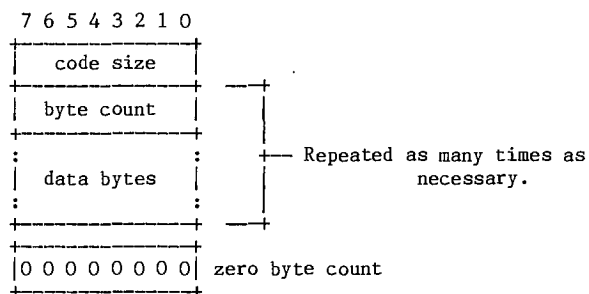 7 6 5 4 3 2 1 0
code size
byte count
Repeated as many times as
necessary.
data bytes
0 0 0 0 0 0 0 0 zero byte count